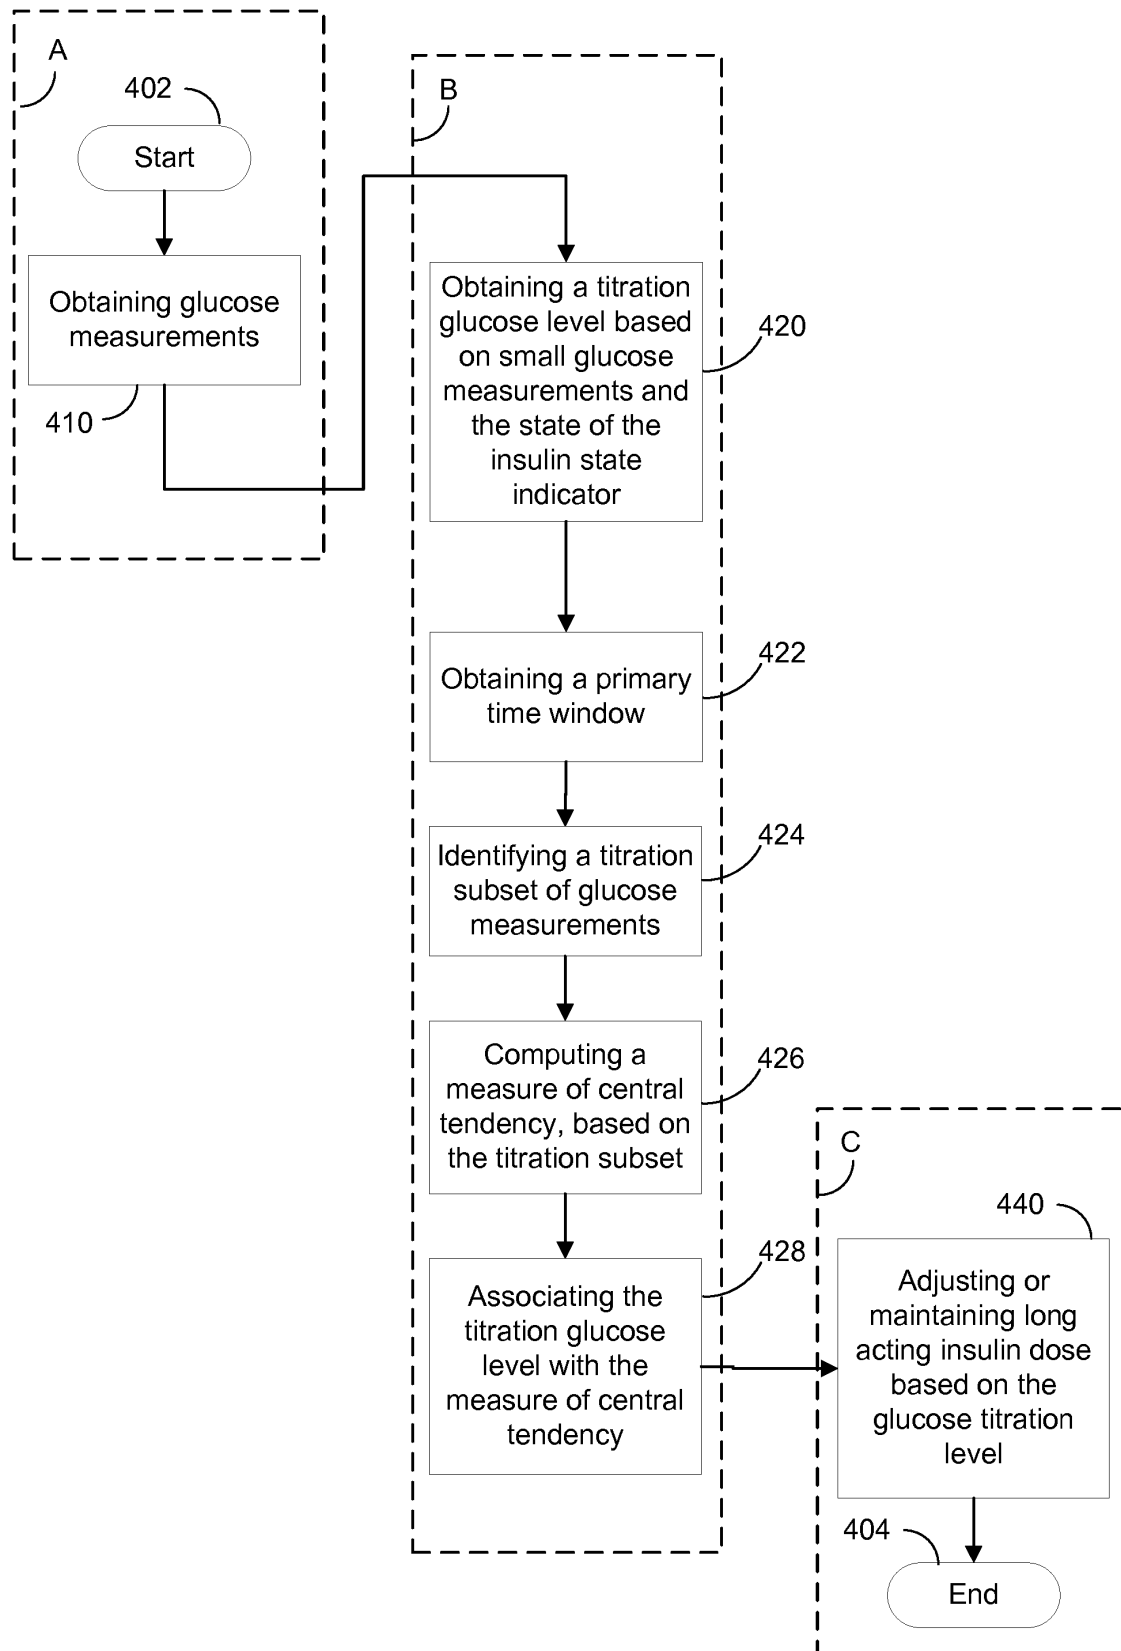 A
402
Start
Obtaining glucose
measurements
410
B
Obtaining a titration
glucose level based
on small glucose
measurements and
the state of the
insulin state
indicator
420
Obtaining a primary
time window
422
Identifying a titration
subset of glucose
measurements
424
Computing a
measure of central
tendency, based on
the titration subset
426
Associating the
titration glucose
level with the
measure of central
tendency
428
C
440
Adjusting or
maintaining long
acting insulin dose
based on the
glucose titration
level
404
End